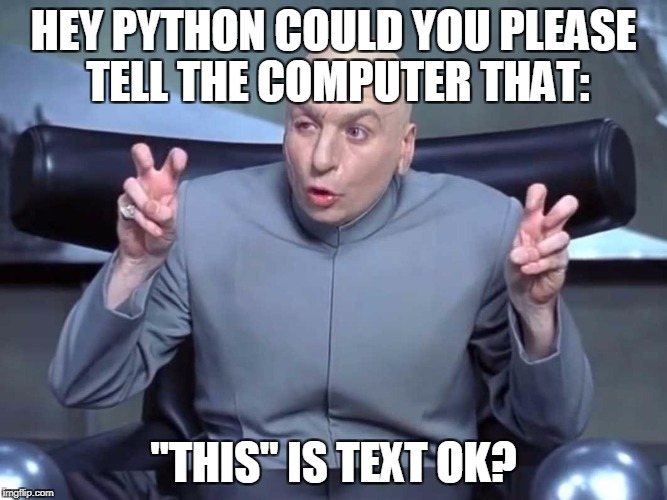 HEY PYTHON COULD YOU PLEASE
TELL THE COMPUTER THAT:
"THIS" IS TEXT OK?
imgflip.com